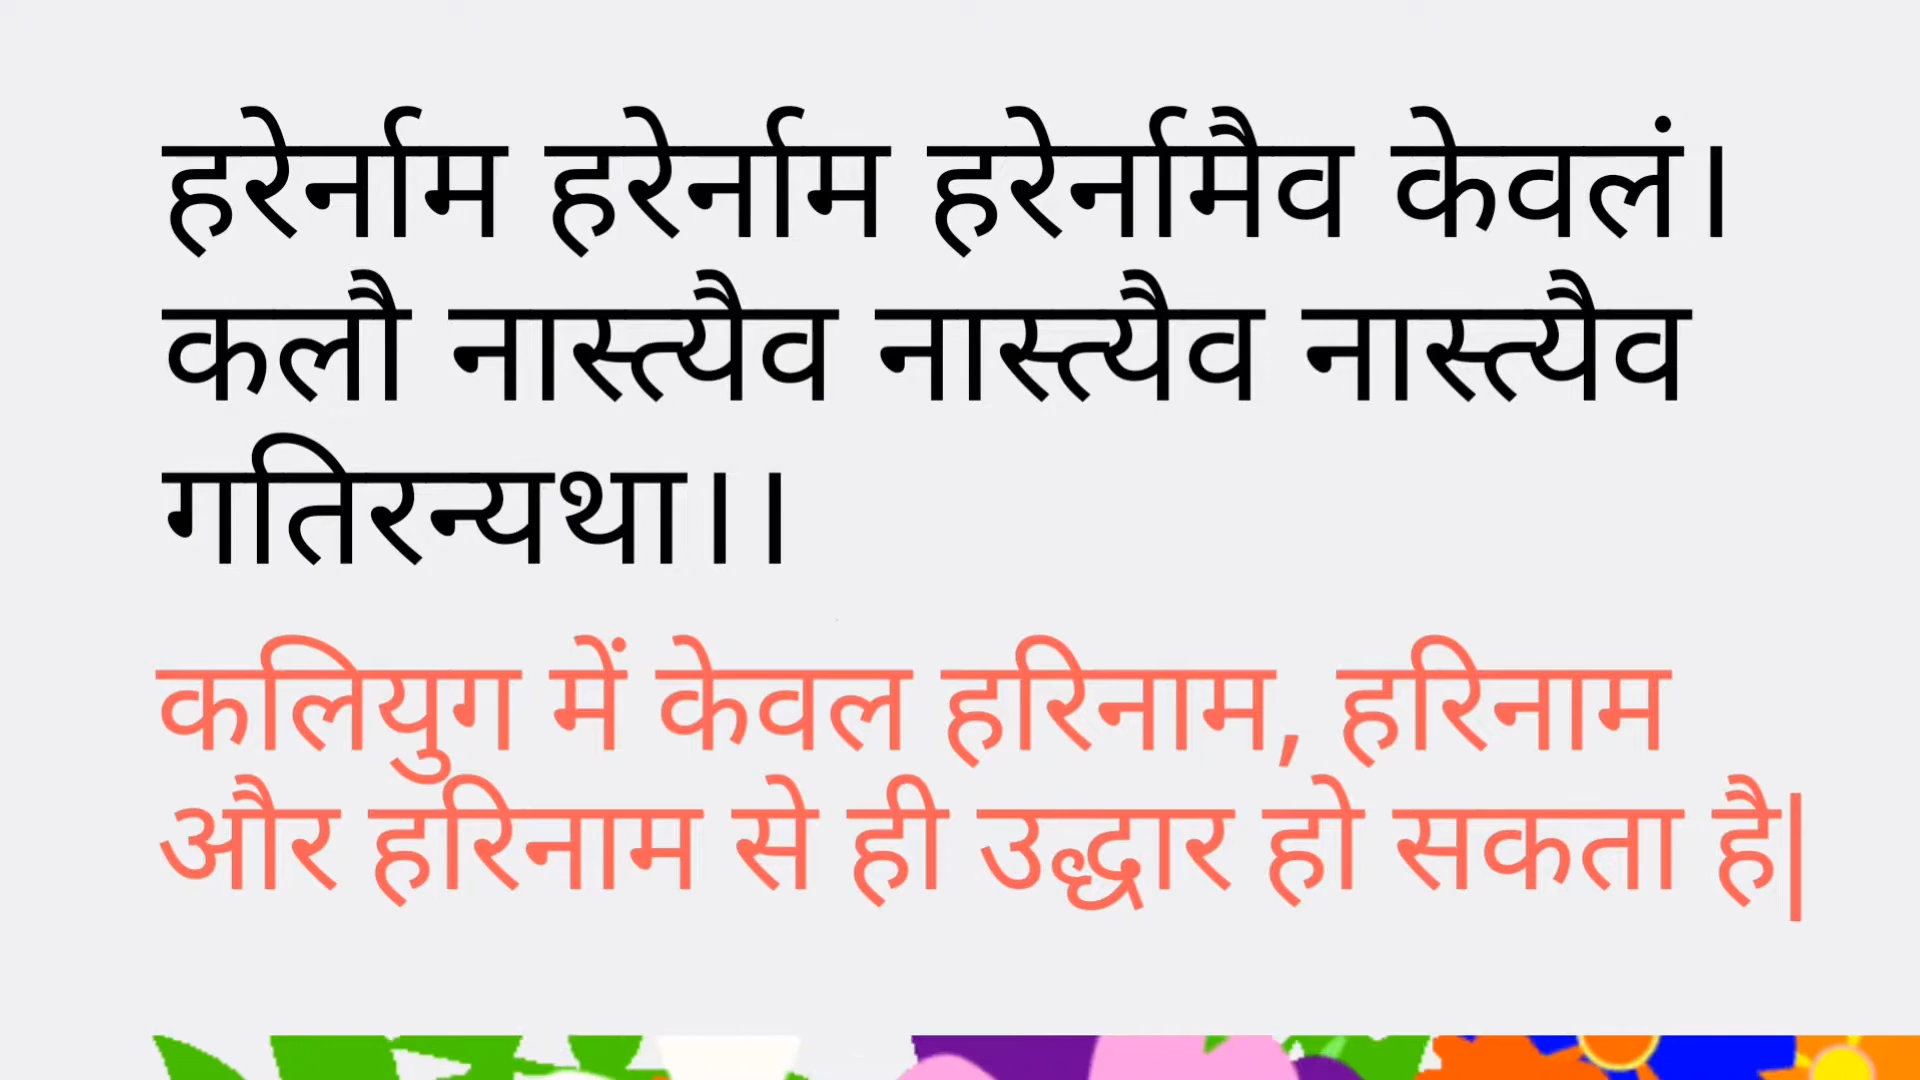 हरेर्नाम हरेर्नाम हरेर्नामैव केवलं।
कलौ नास्त्यैव नास्त्यैव नास्त्यैव
गतिरन्यथा।।
कलियुग में केवल हरिनाम, हरिनाम
और हरिनाम से ही उद्धार हो सकता है|